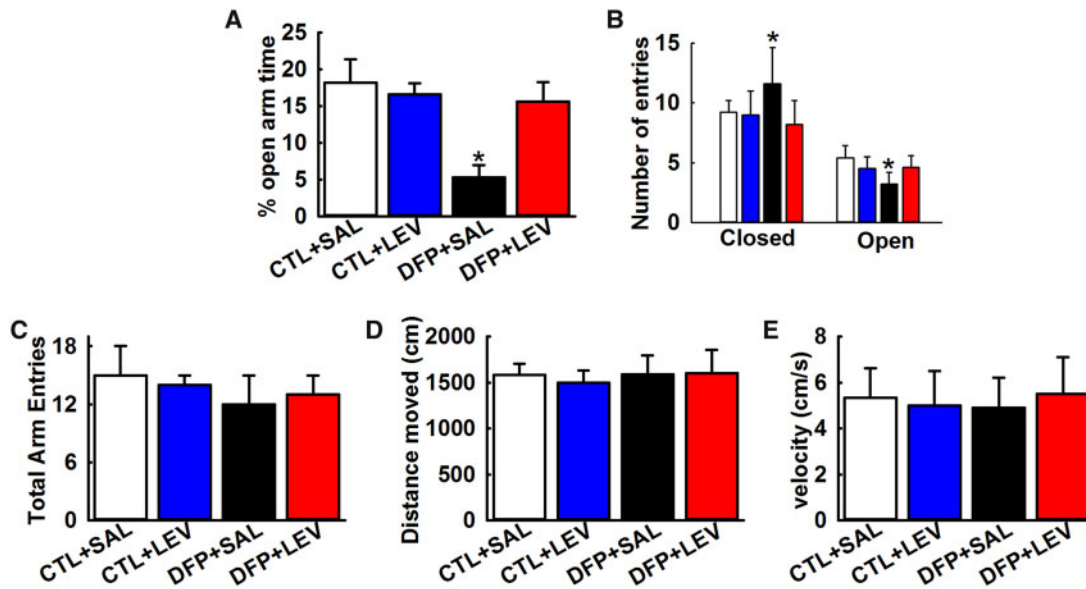 A
% open arm time
25
20
15
10
5
0
*
CTL+SAL
CTL+LEV
DFP+SAL
DFP+LEV
B
Number of entries
15
10
5
0
*
*
Closed
Open
C
Total Arm Entries
18
12
6
0
CTL+SAL
CTL+LEV
DFP+SAL
DFP+LEV
D
Distance moved (cm)
2000
1500
1000
500
0
CTL+SAL
CTL+LEV
DFP+SAL
DFP+LEV
E
velocity (cm/s)
8
6
4
2
0
CTL+SAL
CTL+LEV
DFP+SAL
DFP+LEV